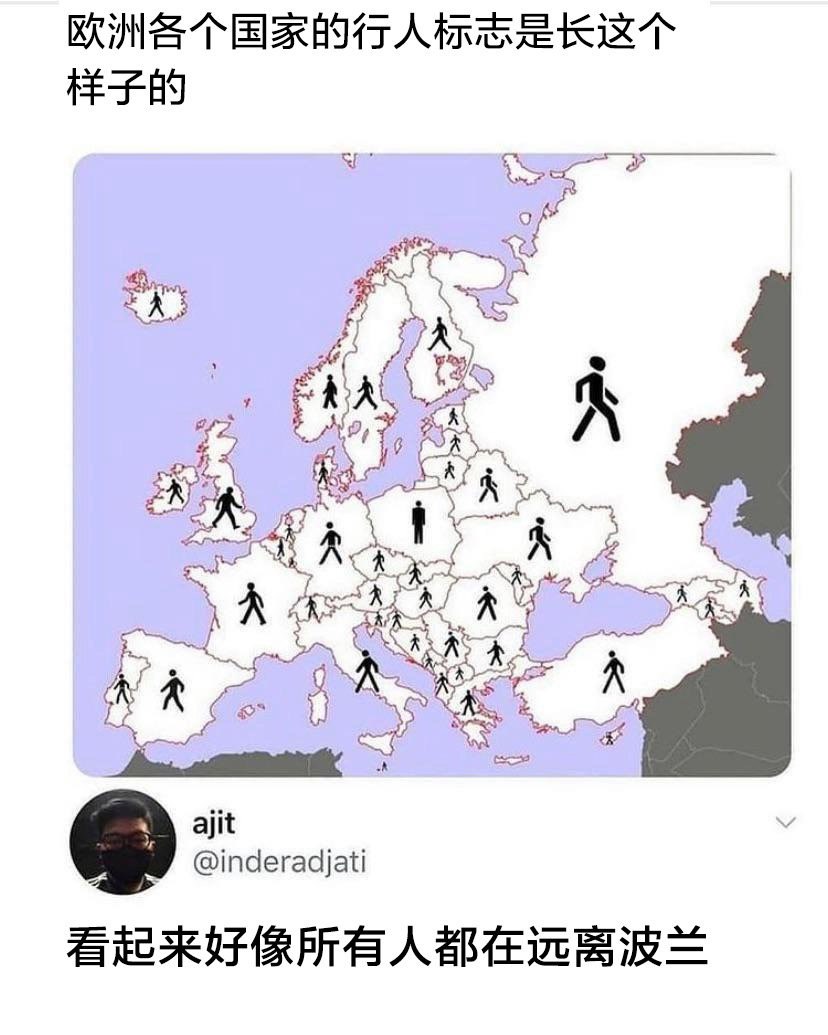 欧洲各个国家的行人标志是长这个
样子的
ajit
@inderadjati
看起来好像所有人都在远离波兰